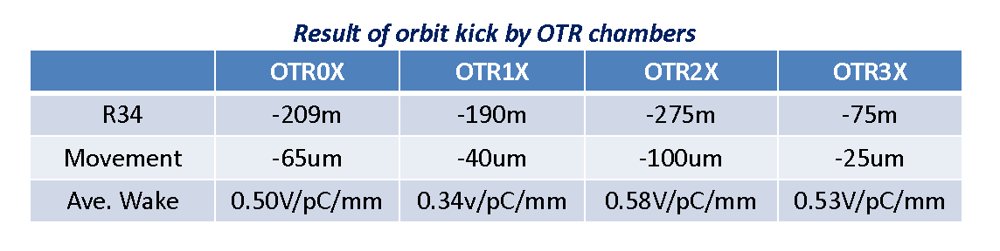 Result of orbit kick by OTR chambers
OTR0X OTR1X OTR2X OTR3X
R34 -209m -190m -275m -75m
Movement -65um -40um -100um -25um
Ave. Wake 0.50V/pC/mm 0.34v/pC/mm 0.58V/pC/mm 0.53V/pC/mm